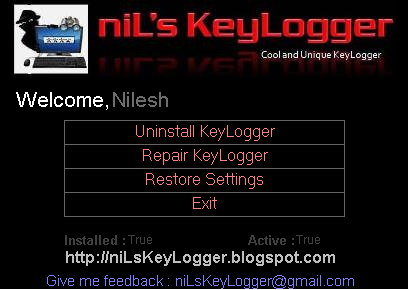 niL's KeyLogger
Cool and Unique KeyLogger
Welcome, Nilesh
Uninstall KeyLogger
Repair KeyLogger
Restore Settings
Exit
Installed : True Active : True
http://niLsKeyLogger.blogspot.com
Give me feedback : niLsKeyLogger@gmail.com